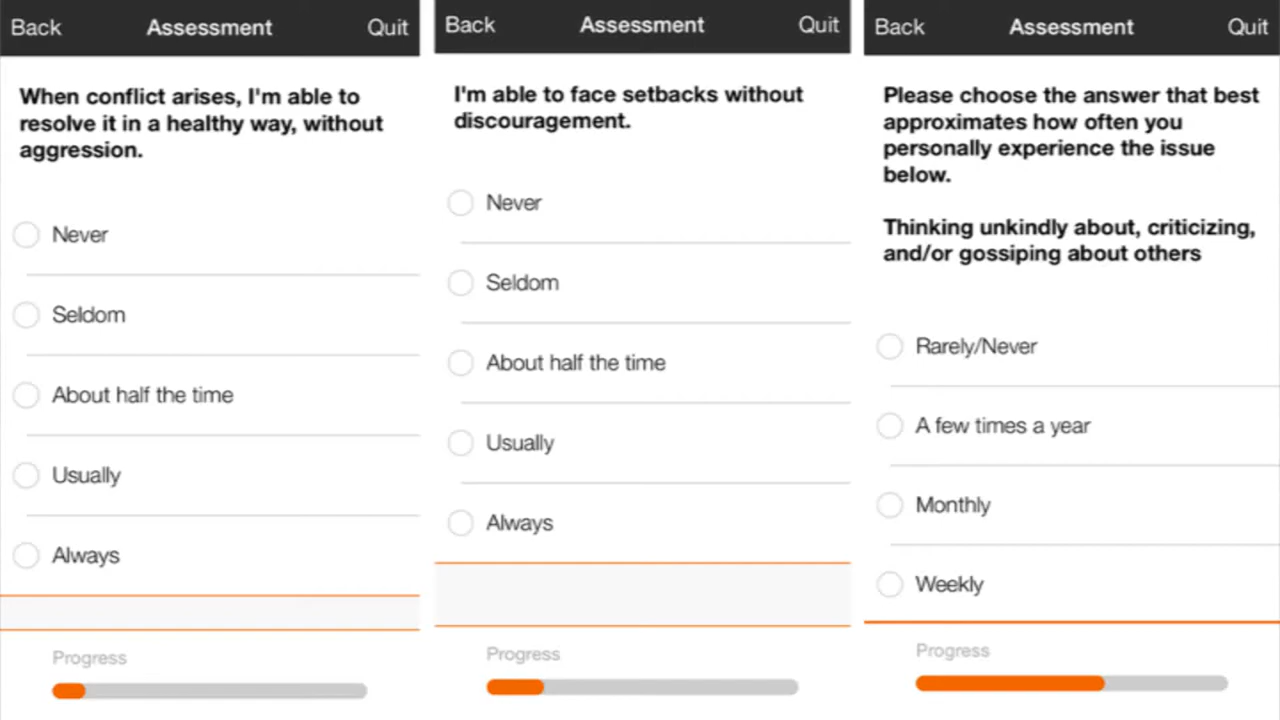 Back Assessment Quit
When conflict arises, I'm able to
resolve it in a healthy way, without
aggression.
Never
Seldom
About half the time
Usually
Always
Progress
Back Assessment Quit
I'm able to face setbacks without
discouragement.
Never
Seldom
About half the time
Usually
Always
Progress
Back Assessment Quit
Please choose the answer that best
approximates how often you
personally experience the issue
below.
Thinking unkindly about, criticizing,
and/or gossiping about others
Rarely/Never
A few times a year
Monthly
Weekly
Progress